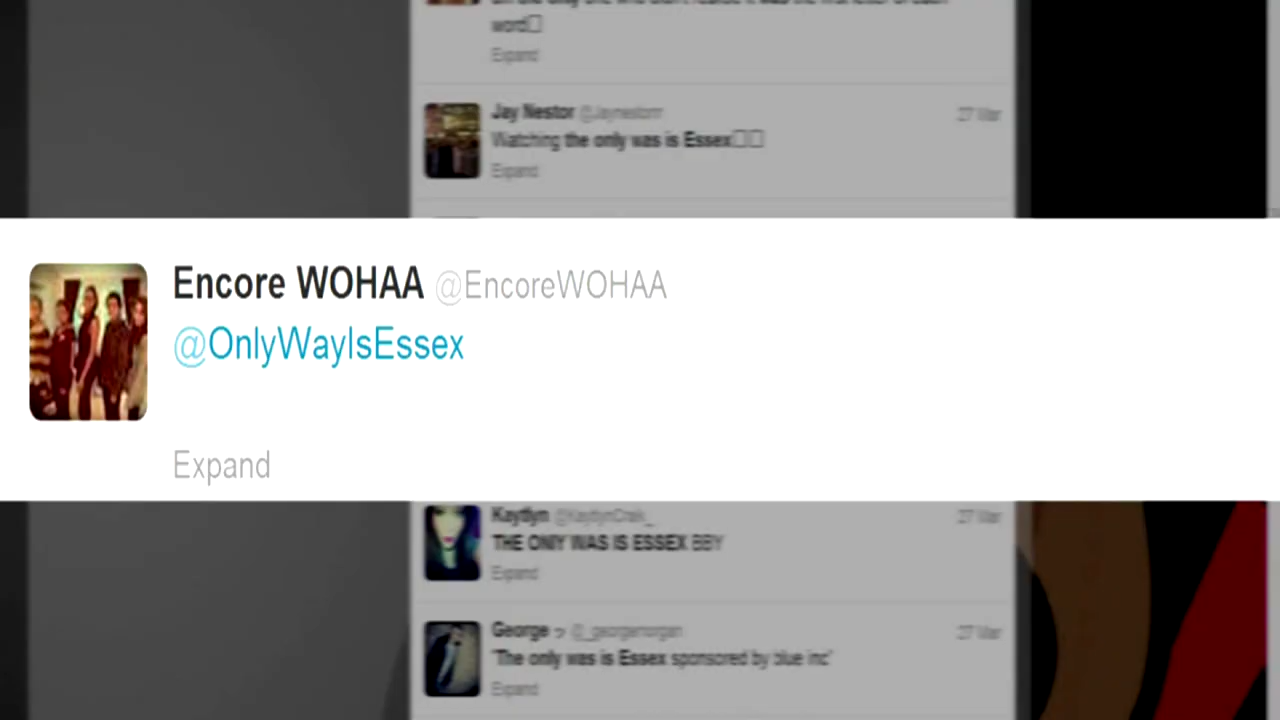 word
Expand
Jay Nestor @Jaynestorrr 27 Mar
Watching the only was is Essex
Expand
Encore WOHAA @EncoreWOHAA
@OnlyWayIsEssex
Expand
Kaytlyn 27 Mar
THE ONlY WAS IS ESSEX BBY
Expand
George @_georgemorgan 27 Mar
'The only was is Essex sponsored by blue inc'
Expand